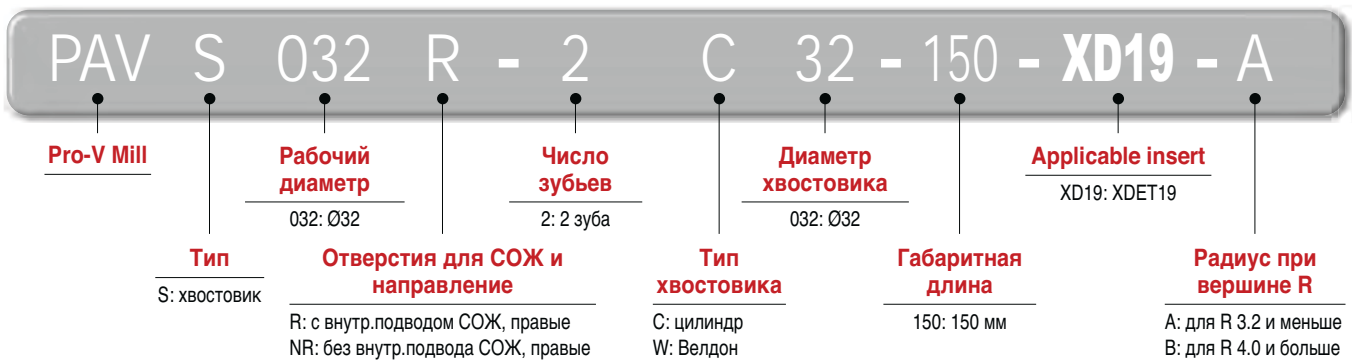 PAV S 032 R - 2 C 32 - 150 - XD19 - A
Pro-V Mill
Рабочий
диаметр
032: Ø32
Число
зубьев
2: 2 зуба
Диаметр
хвостовика
032: Ø32
Applicable insert
XD19: XDET19
Тип
S: хвостовик
Отверстия для СОЖ и
направление
R: с внутр.подводом СОЖ, правые
NR: без внутр.подвода СОЖ, правые
Тип
хвостовика
C: цилиндр
W: Велдон
Габаритная
длина
150: 150 мм
Радиус при
вершине R
A: для R 3.2 и меньше
B: для R 4.0 и больше